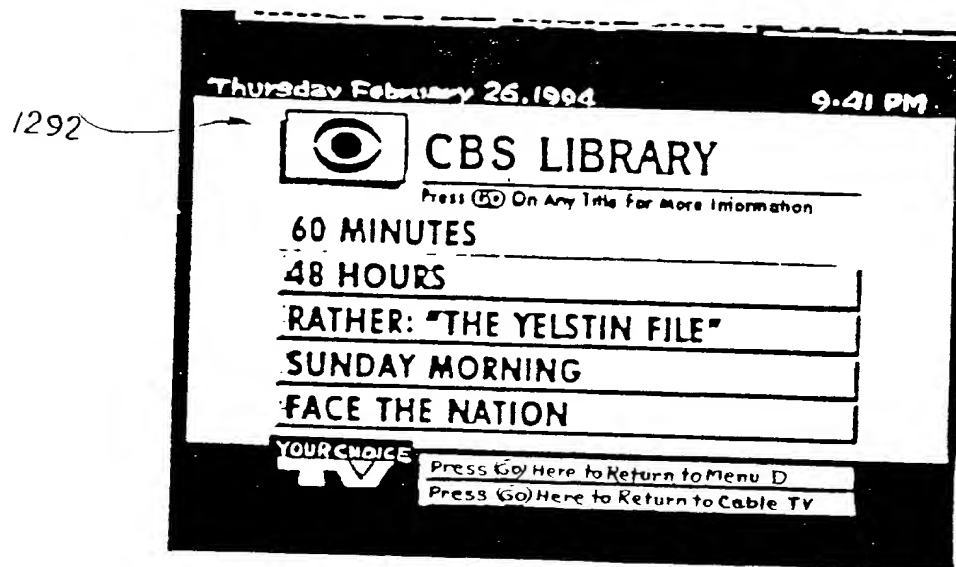 Thursday February 26, 1994
9:41 PM
1292
CBS LIBRARY
Press Go On Any Title for More Information
60 MINUTES
48 HOURS
RATHER: "THE YELSTIN FILE"
SUNDAY MORNING
FACE THE NATION
YOUR CHOICE
TV
Press Go Here to Return to Menu D
Press Go Here to Return to Cable TV